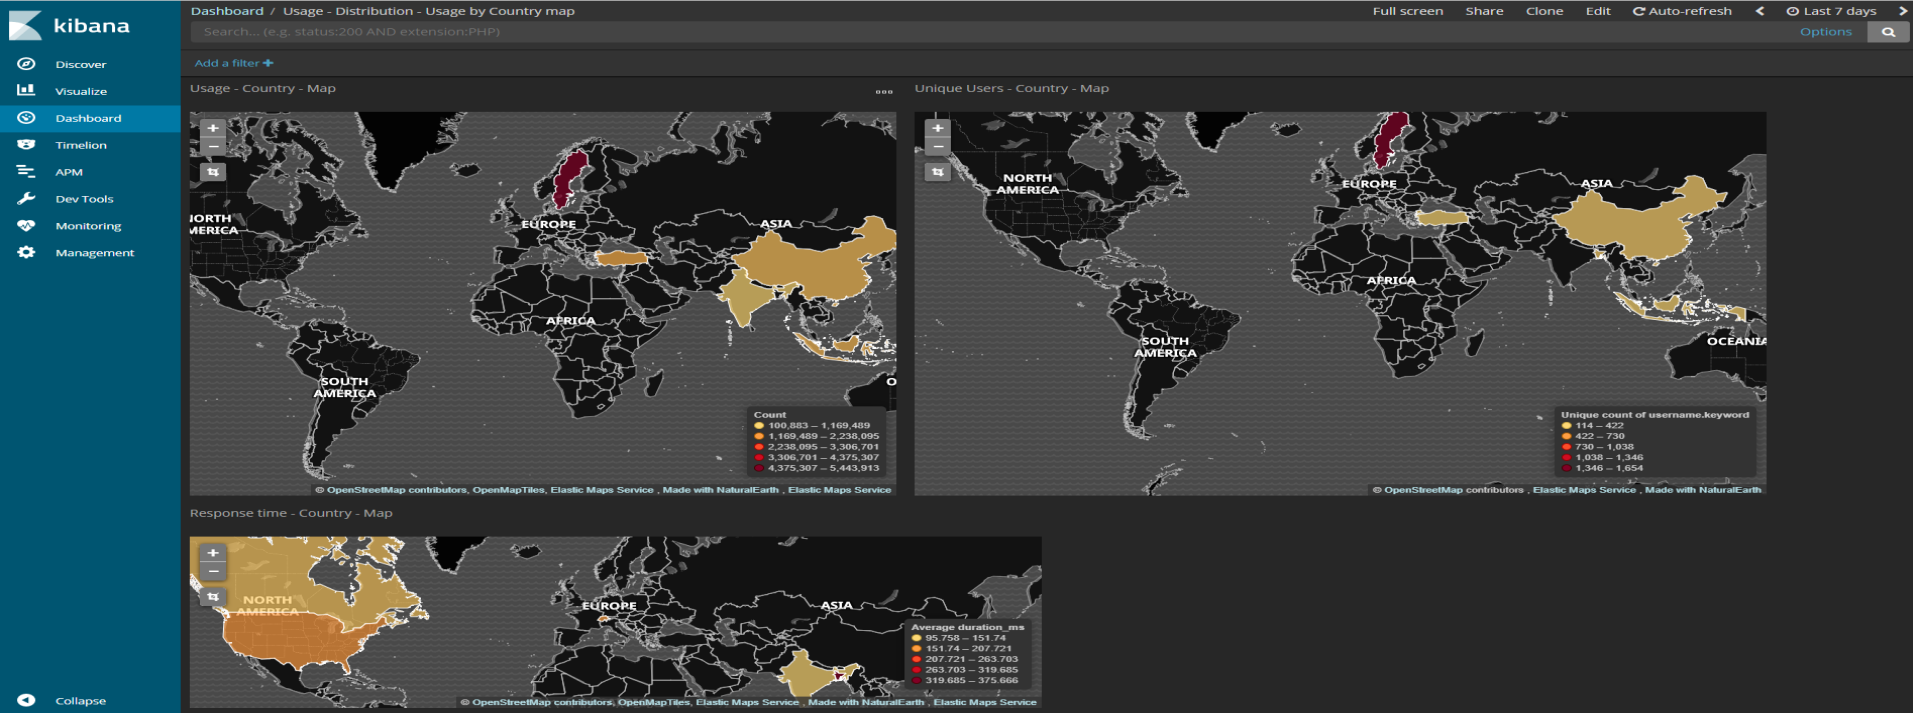 kibana
Discover
Visualize
Dashboard
Timelion
APM
Dev Tools
Monitoring
Management
Collapse
Dashboard / Usage - Distribution - Usage by Country map
Full screen Share Clone Edit Auto-refresh Last 7 days
Search... (e.g. status:200 AND extension:PHP)
Options
Add a filter
Usage - Country - Map
NORTH
AMERICA
EUROPE
ASIA
AFRICA
SOUTH
AMERICA
O
Count
100,883 – 1,169,489
1,169,489 – 2,238,095
2,238,095 – 3,306,701
3,306,701 – 4,375,307
4,375,307 – 5,443,913
© OpenStreetMap contributors, OpenMapTiles, Elastic Maps Service , Made with NaturalEarth , Elastic Maps Service
Unique Users - Country - Map
NORTH
AMERICA
EUROPE
ASIA
AFRICA
SOUTH
AMERICA
OCEANIA
Unique count of username.keyword
114 – 422
422 – 730
730 – 1,038
1,038 – 1,346
1,346 – 1,654
© OpenStreetMap contributors , Elastic Maps Service , Made with NaturalEarth
Response time - Country - Map
NORTH
AMERICA
EUROPE
ASIA
Average duration_ms
95.758 – 151.74
151.74 – 207.721
207.721 – 263.703
263.703 – 319.685
319.685 – 375.666
© OpenStreetMap contributors, OpenMapTiles, Elastic Maps Service , Made with NaturalEarth , Elastic Maps Service